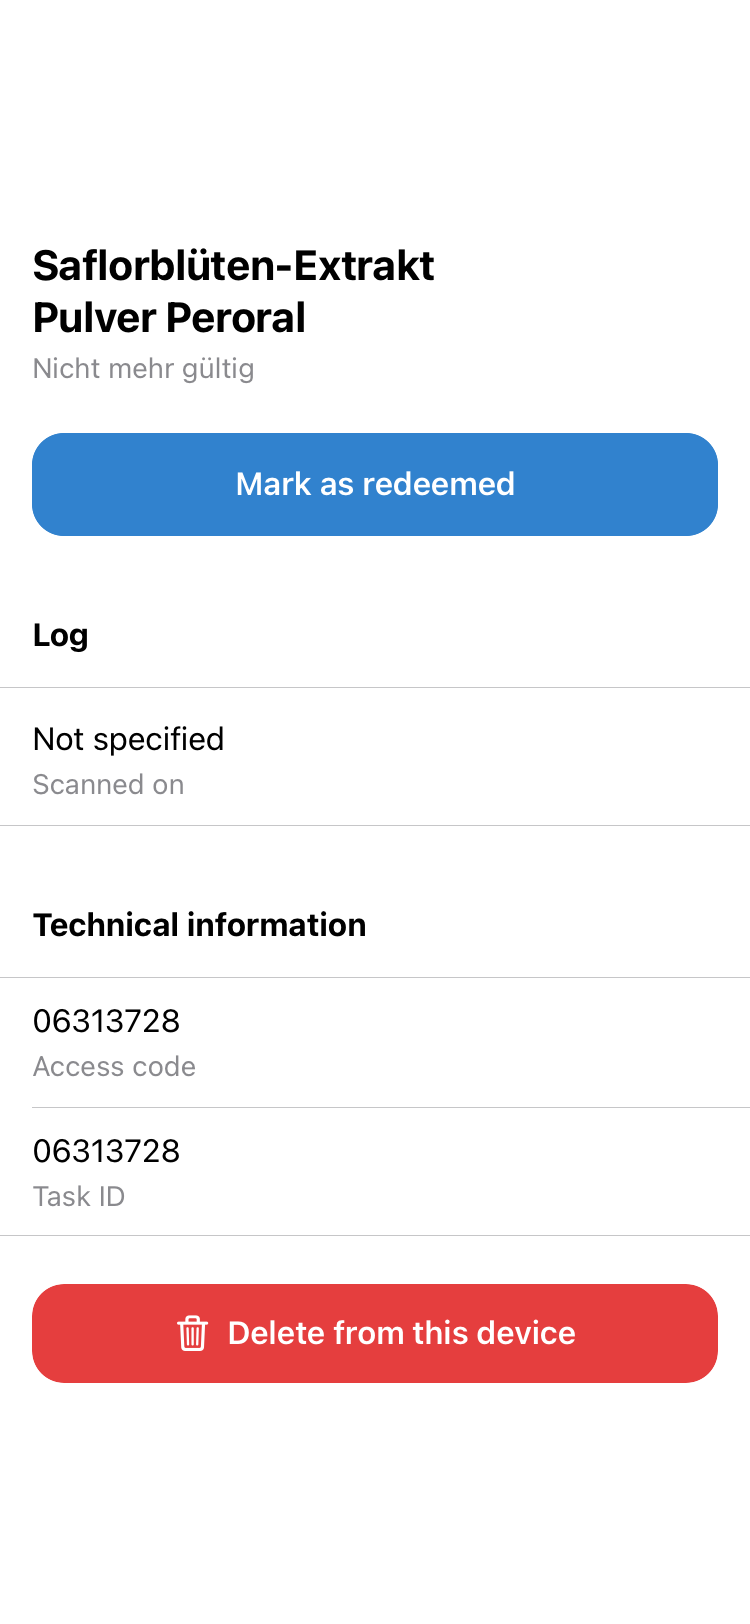 Saflorblüten-Extrakt
Pulver Peroral
Nicht mehr gültig
Mark as redeemed
Log
Not specified
Scanned on
Technical information
06313728
Access code
06313728
Task ID
Delete from this device